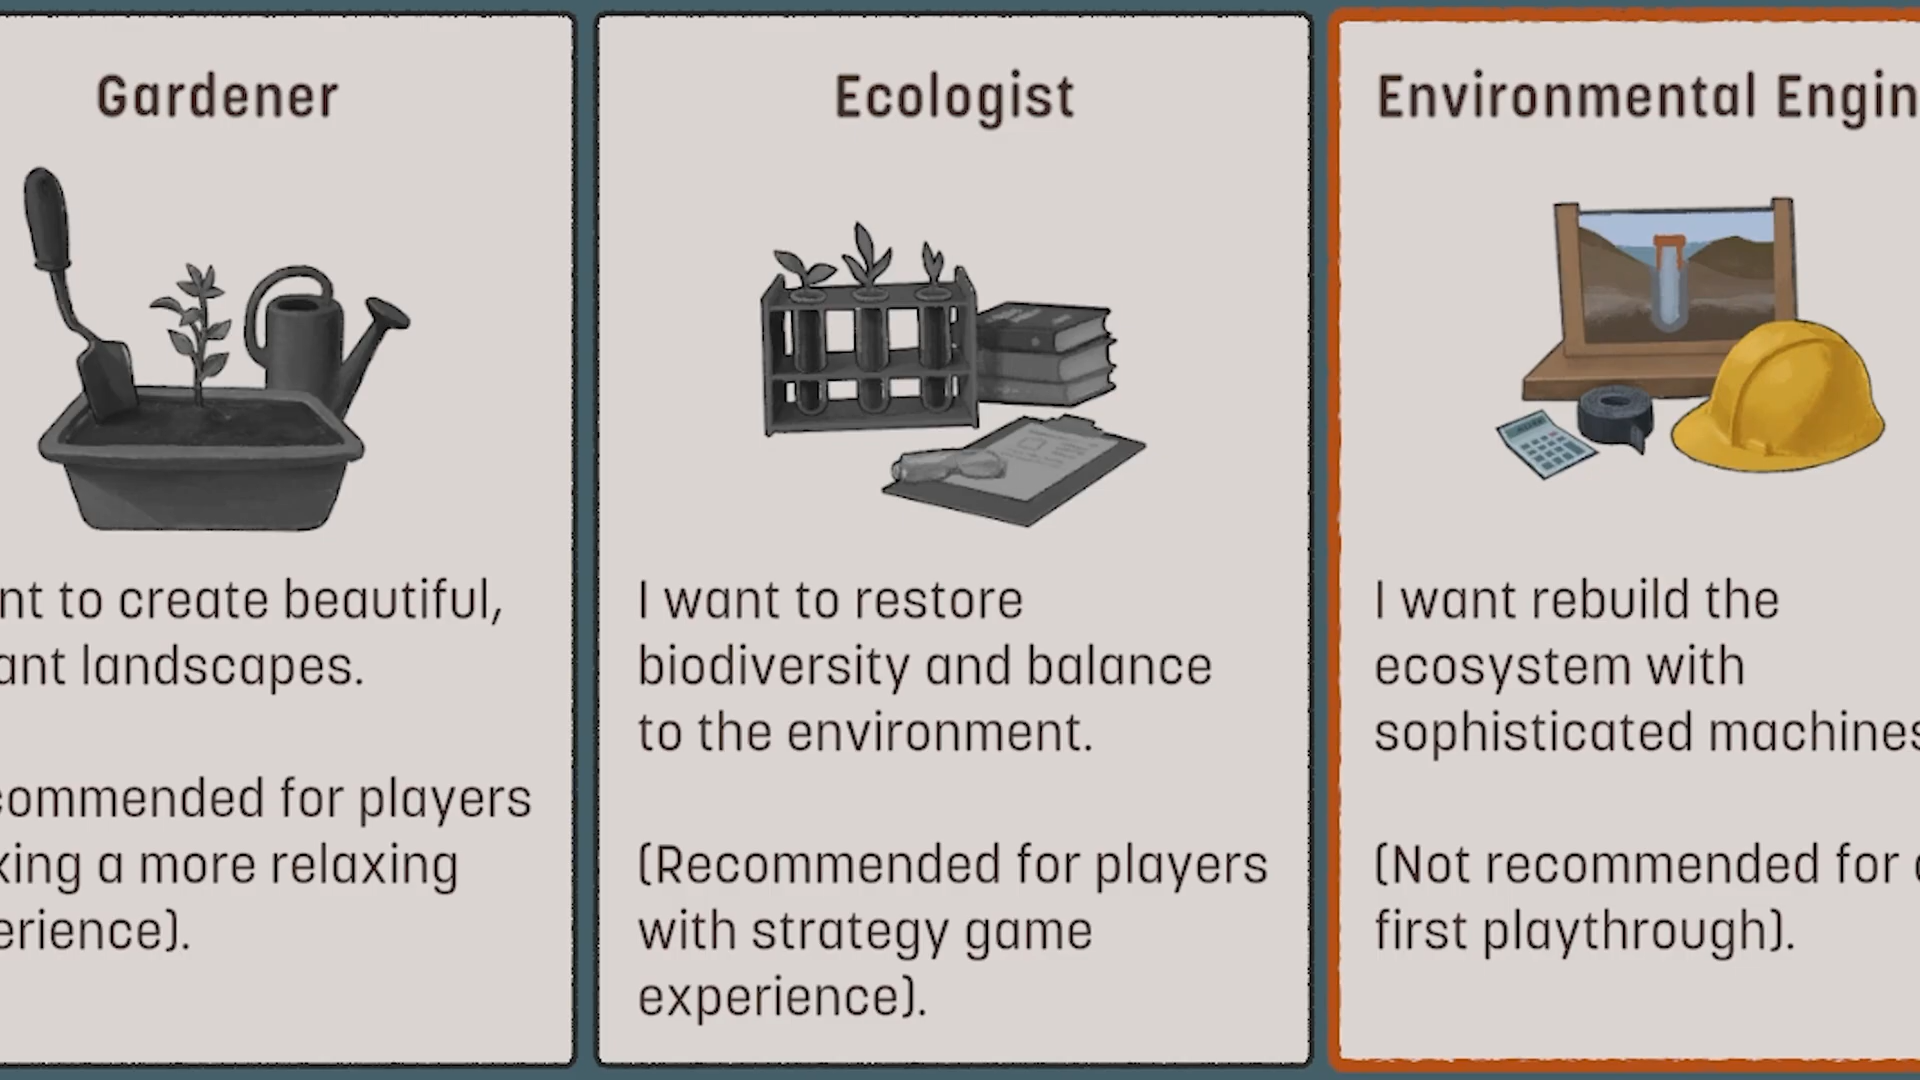 Gardener
nt to create beautiful,
ant landscapes.
commended for players
king a more relaxing
erience).
Ecologist
I want to restore
biodiversity and balance
to the environment.
(Recommended for players
with strategy game
experience).
Environmental Engin
I want rebuild the
ecosystem with
sophisticated machines
(Not recommended for
first playthrough).